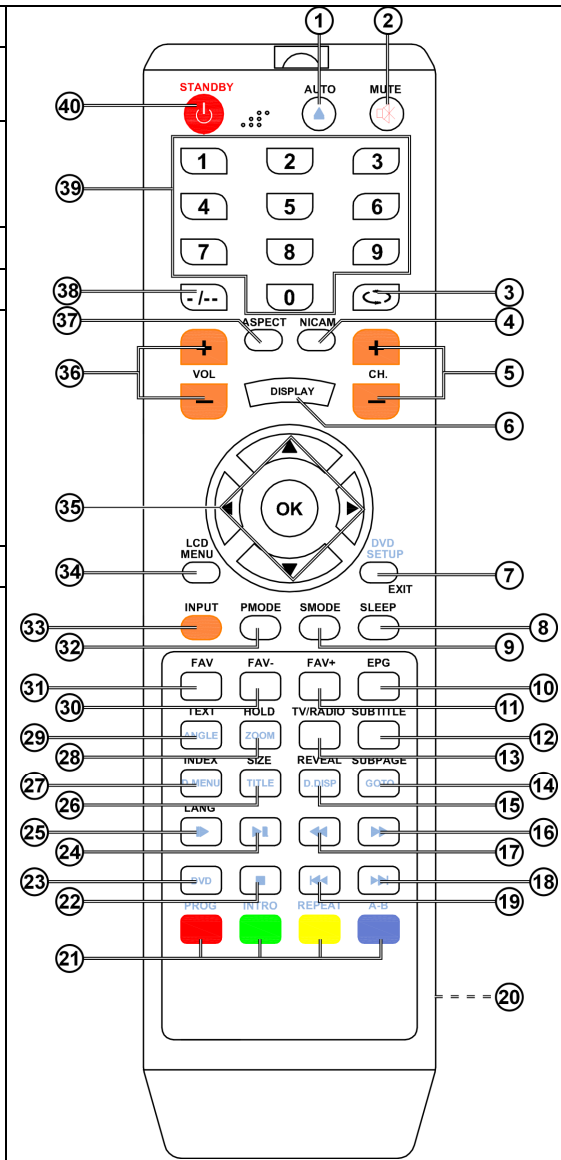 1 2
STANDBY AUTO MUTE
40
1 2 3
39
4 5 6
7 8 9
38 -/-- 0 3
37 ASPECT NICAM 4
+ +
36 VOL CH. 5
− −
DISPLAY
6
35 OK
LCD MENU DVD SETUP
34 7
EXIT
INPUT PMODE SMODE SLEEP
33 8
32 9
FAV FAV- FAV+ EPG
31 10
30 11
TEXT HOLD TV/RADIO SUBTITLE
29 ANGLE ZOOM 12
28 13
INDEX SIZE REVEAL SUBPAGE
27 D.MENU TITLE D.DISP GOTO 14
26 15
LANG
25 16
24 17
23 DVD 18
22 19
PROG INTRO REPEAT A-B
21
20